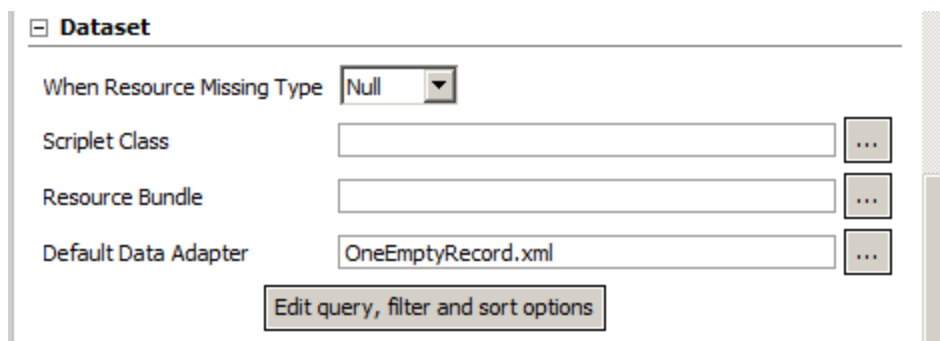 Dataset
When Resource Missing Type Null
Scriplet Class ...
Resource Bundle ...
Default Data Adapter OneEmptyRecord.xml ...
Edit query, filter and sort options